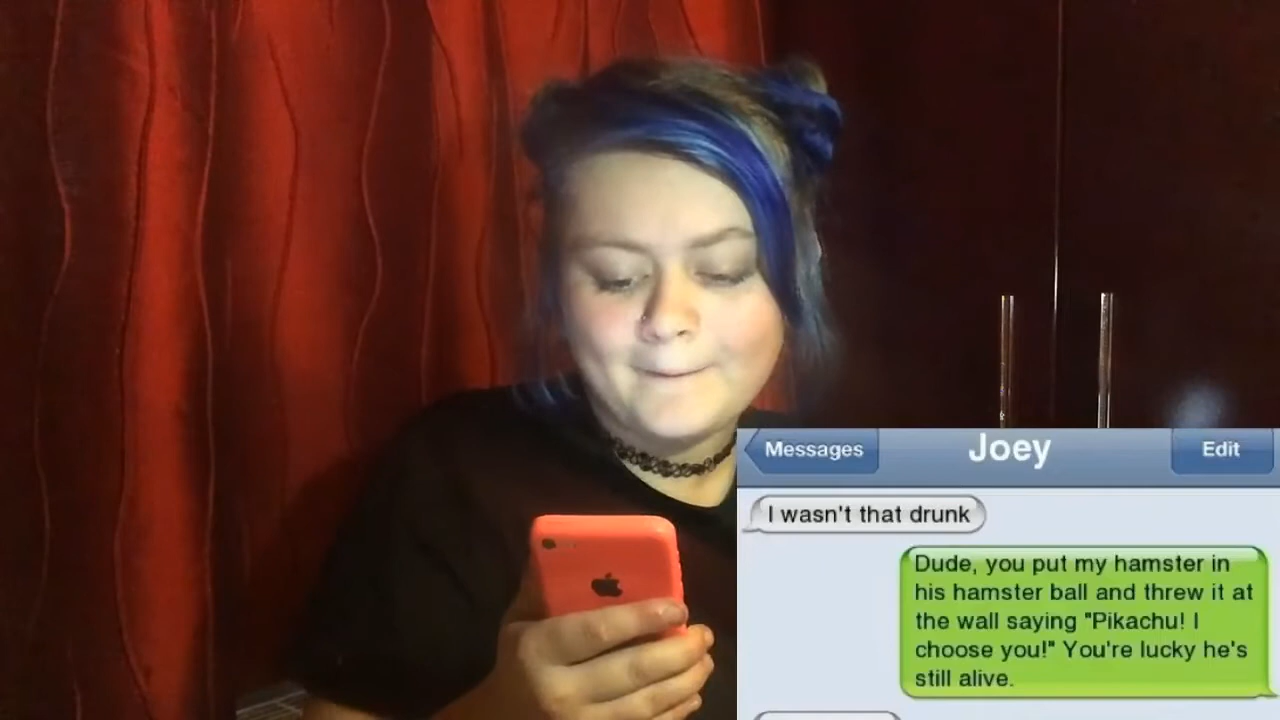 Messages Joey Edit
I wasn't that drunk
Dude, you put my hamster in
his hamster ball and threw it at
the wall saying "Pikachu! I
choose you!" You're lucky he's
still alive.